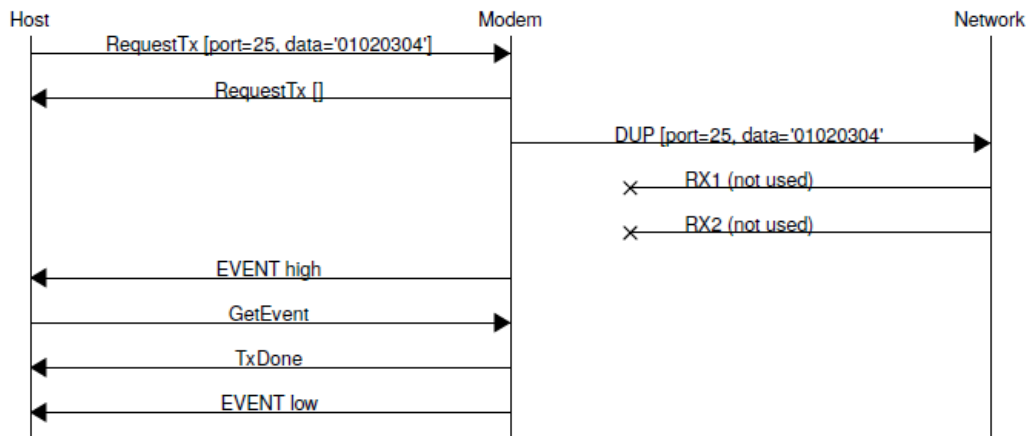 Host Modem Network
RequestTx [port=25, data='01020304']
RequestTx []
DUP [port=25, data='01020304'
RX1 (not used)
RX2 (not used)
EVENT high
GetEvent
TxDone
EVENT low